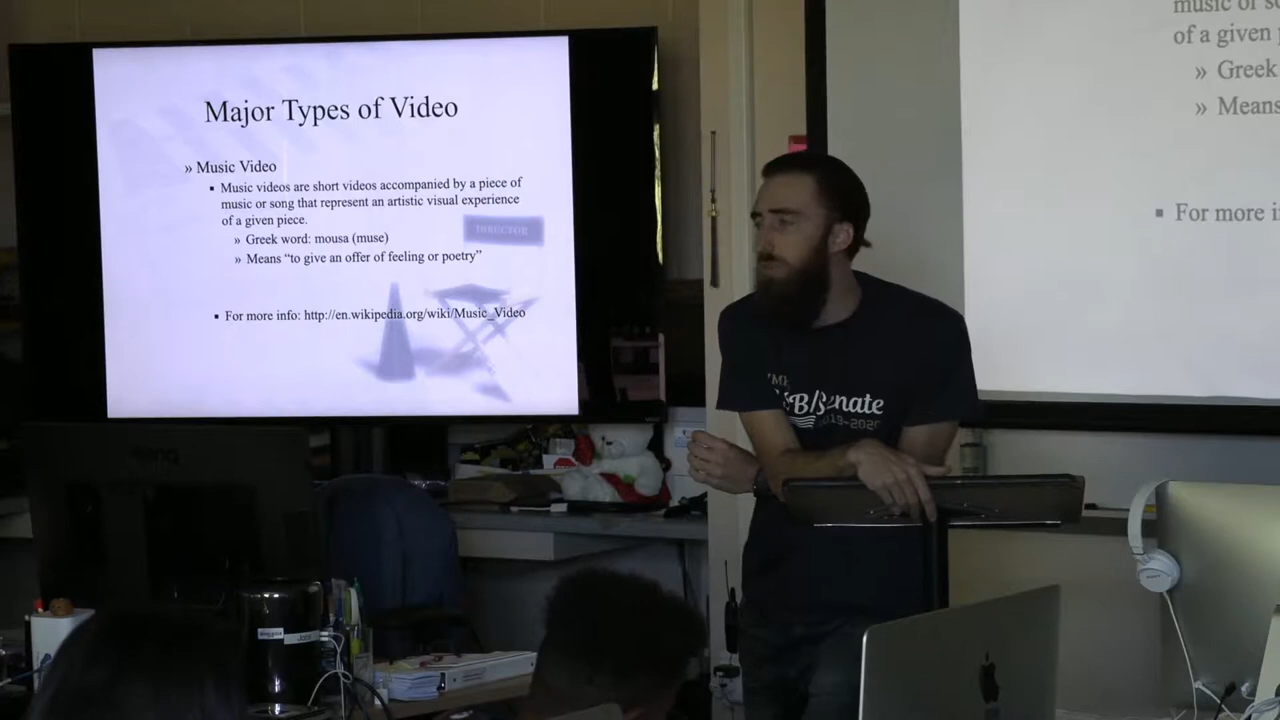 Major Types of Video
» Music Video
▪ Music videos are short videos accompanied by a piece of
music or song that represent an artistic visual experience
of a given piece.
» Greek word: mousa (muse)
» Means “to give an offer of feeling or poetry”
▪ For more info: http://en.wikipedia.org/wiki/Music_Video
DIRECTOR
of a given
» Greek
» Means
▪ For more
2019-2020
SONY